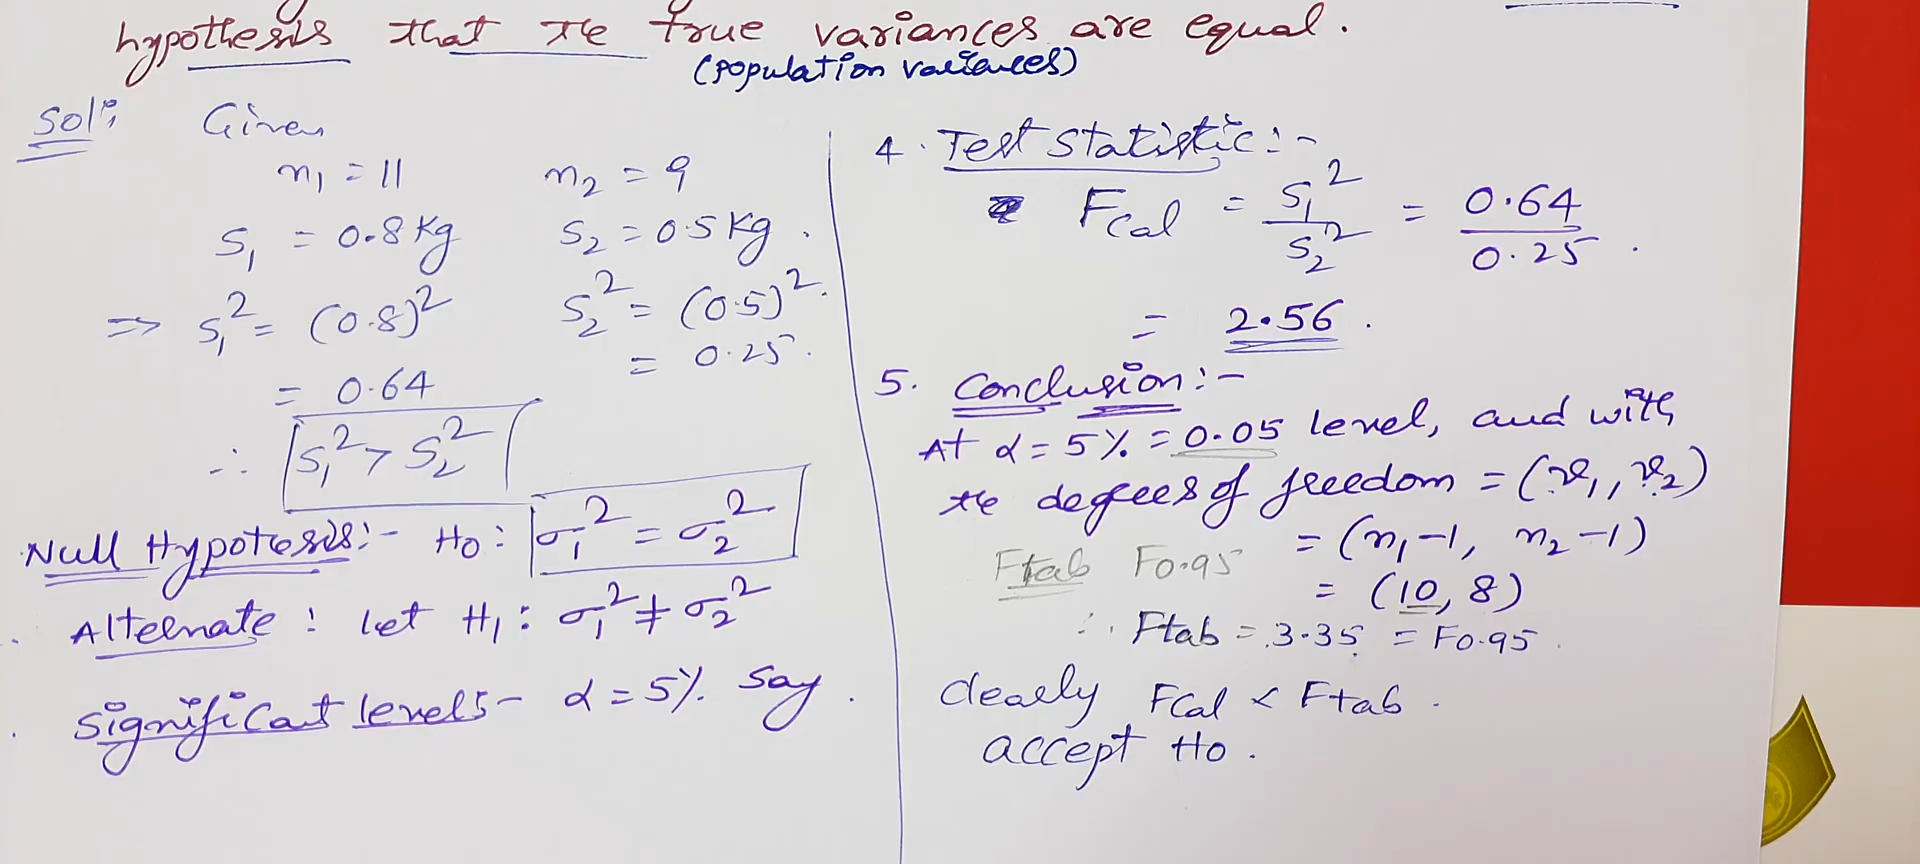 hypothesis that the true variances are equal.
(population variances)
Sol: Given
n₁ = 11 n₂ = 9
S₁ = 0.8 Kg S₂ = 0.5 Kg.
=> S₁² = (0.8)² S₂² = (0.5)².
= 0.64 = 0.25.
∴ S₁² > S₂²
Null Hypotesis:- H0: σ₁² = σ₂²
Alternate: let H₁: σ₁² ≠ σ₂²
Significant levels- α = 5% say.
4. Test statistic:-
Fcal = S₁²/S₂² = 0.64/0.25.
= 2.56.
5. Conclusion:-
At α = 5% = 0.05 level, and with
the degrees of freedom = (ν₁, ν₂)
= (n₁-1, n₂-1)
Ftab F0.95
= (10, 8)
∴ Ftab = 3.35 = F0.95.
clearly Fcal < Ftab.
accept H0.